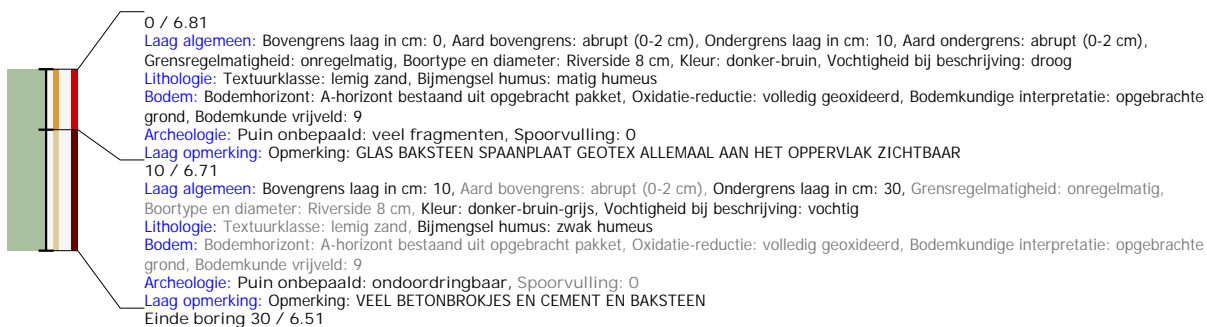 0 / 6.81
Laag algemeen: Bovengrens laag in cm: 0, Aard bovengrens: abrupt (0-2 cm), Ondergrens laag in cm: 10, Aard ondergrens: abrupt (0-2 cm),
Grensregelmatigheid: onregelmatig, Boortype en diameter: Riverside 8 cm, Kleur: donker-bruin, Vochtigheid bij beschrijving: droog
Lithologie: Textuurklasse: lemig zand, Bijmengsel humus: matig humeus
Bodem: Bodemhorizont: A-horizont bestaand uit opgebracht pakket, Oxidatie-reductie: volledig geoxideerd, Bodemkundige interpretatie: opgebrachte
grond, Bodemkunde vrijveld: 9
Archeologie: Puin onbepaald: veel fragmenten, Spoorvulling: 0
Laag opmerking: Opmerking: GLAS BAKSTEEN SPAANPLAAT GEOTEX ALLEMAAL AAN HET OPPERVLAK ZICHTBAAR
10 / 6.71
Laag algemeen: Bovengrens laag in cm: 10, Aard bovengrens: abrupt (0-2 cm), Ondergrens laag in cm: 30, Grensregelmatigheid: onregelmatig,
Boortype en diameter: Riverside 8 cm, Kleur: donker-bruin-grijs, Vochtigheid bij beschrijving: vochtig
Lithologie: Textuurklasse: lemig zand, Bijmengsel humus: zwak humeus
Bodem: Bodemhorizont: A-horizont bestaand uit opgebracht pakket, Oxidatie-reductie: volledig geoxideerd, Bodemkundige interpretatie: opgebrachte
grond, Bodemkunde vrijveld: 9
Archeologie: Puin onbepaald: ondoordringbaar, Spoorvulling: 0
Laag opmerking: Opmerking: VEEL BETONBROKJES EN CEMENT EN BAKSTEEN
Einde boring 30 / 6.51